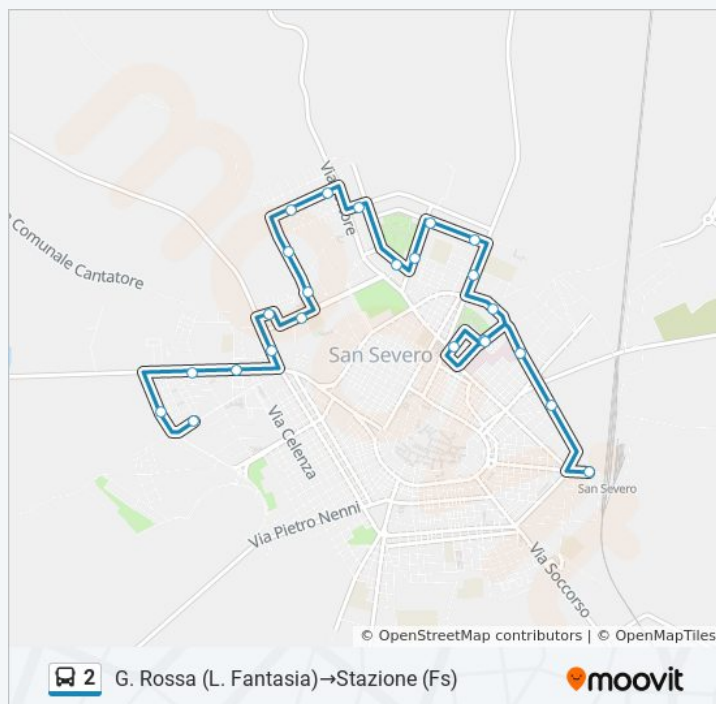 Via
ore
e Comunale Cantatore
San Severo
Via Celenza
San Severo
Via Pietro Nenni
Via Soccorso
© OpenStreetMap contributors | © OpenMapTiles
2 G. Rossa (L. Fantasia)→Stazione (Fs)
moovit